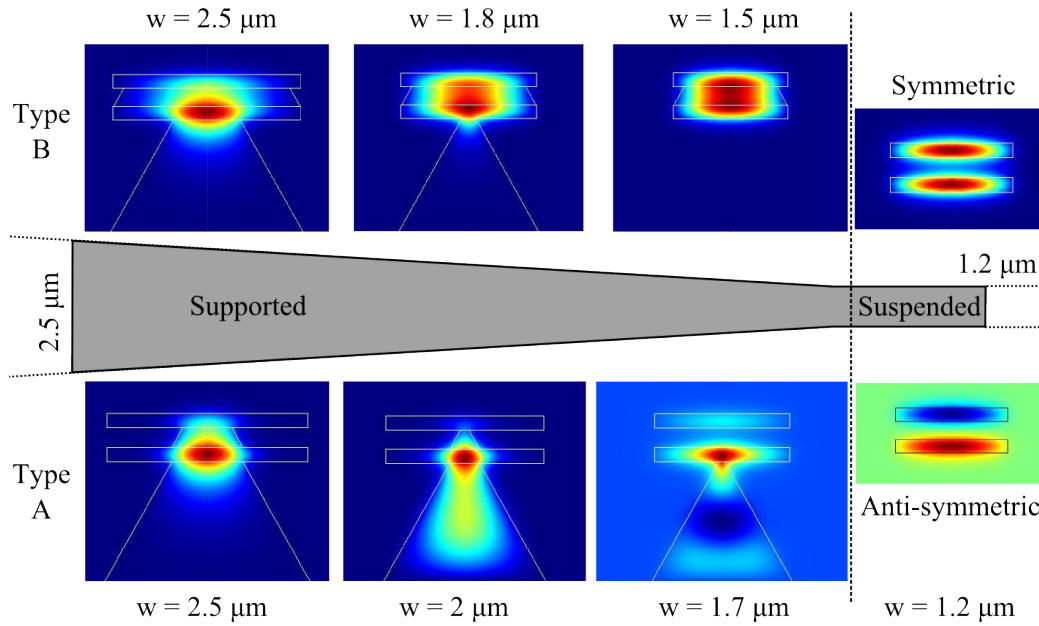 w = 2.5 μm
w = 1.8 μm
w = 1.5 μm
Type
B
Symmetric
2.5 μm
Supported
1.2 μm
Suspended
Type
A
Anti-symmetric
w = 2.5 μm
w = 2 μm
w = 1.7 μm
w = 1.2 μm